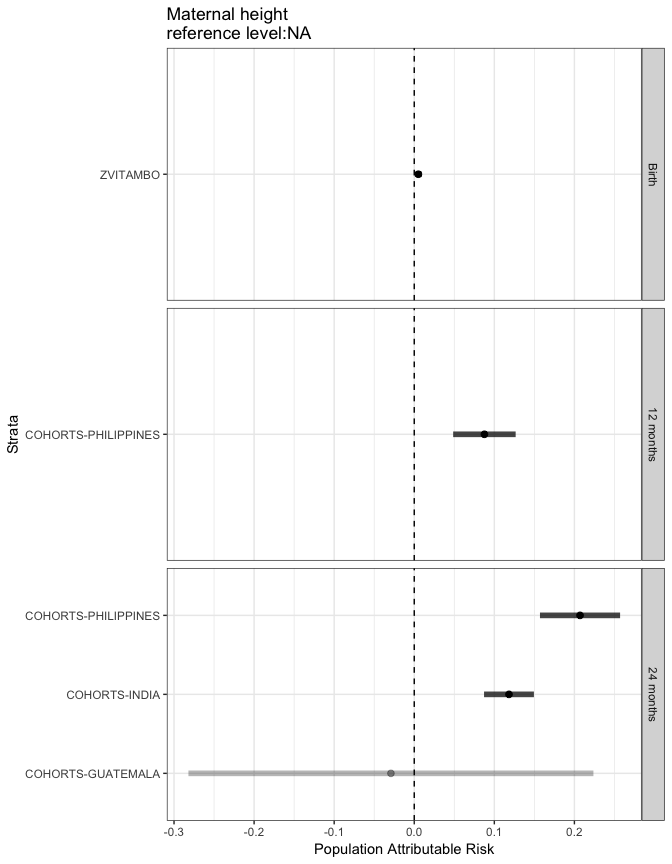 Maternal height
reference level:NA
ZVITAMBO
Birth
COHORTS-PHILIPPINES
12 months
Strata
COHORTS-PHILIPPINES
COHORTS-INDIA
COHORTS-GUATEMALA
24 months
-0.3 -0.2 -0.1 0.0 0.1 0.2
Population Attributable Risk